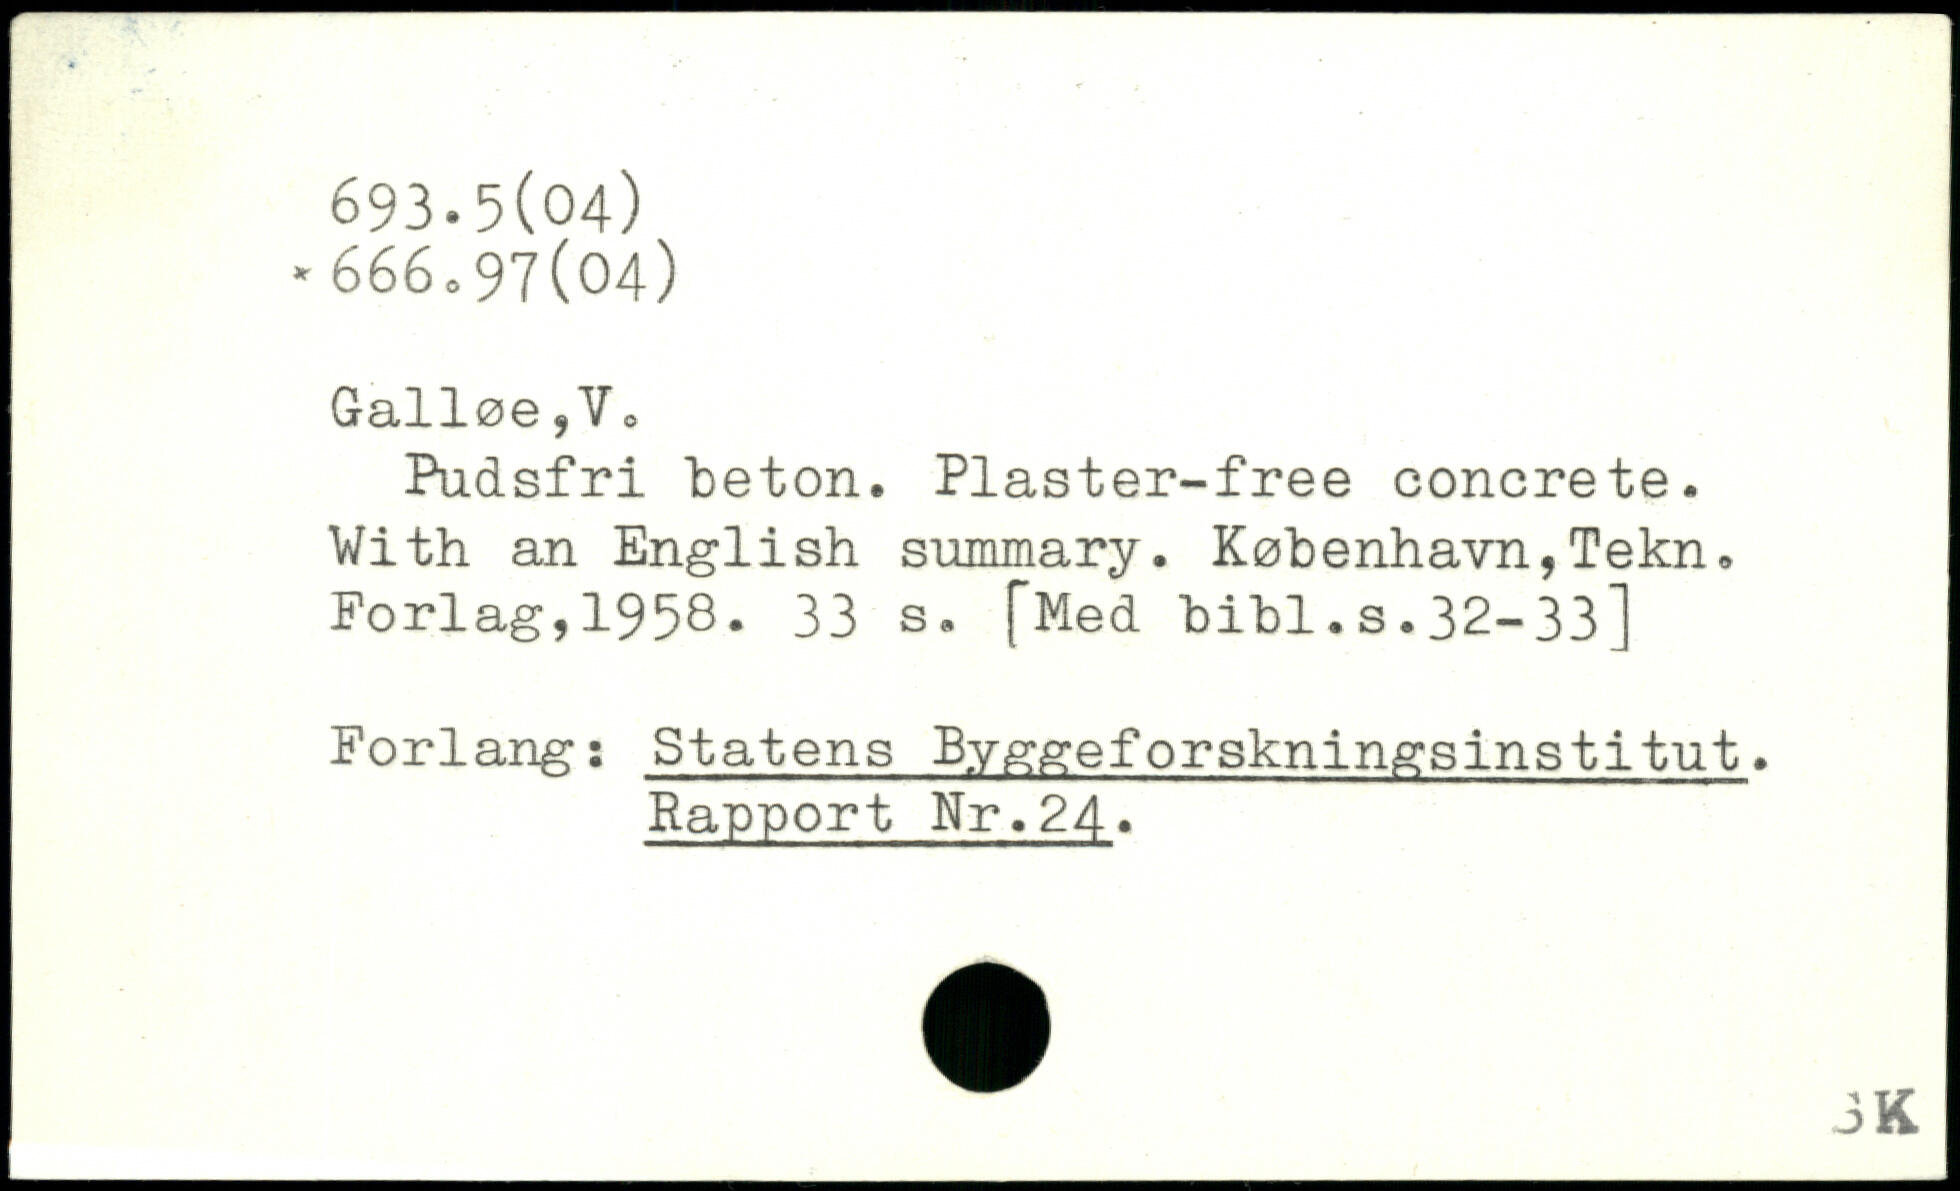 693.5(04)
* 666.97(04)
Galløe,V.
Pudsfri beton. Plaster-free concrete.
With an English summary. København,Tekn.
Forlag,1958. 33 s. [Med bibl.s.32-33]
Forlang: Statens Byggeforskningsinstitut.
Rapport Nr.24.
SK